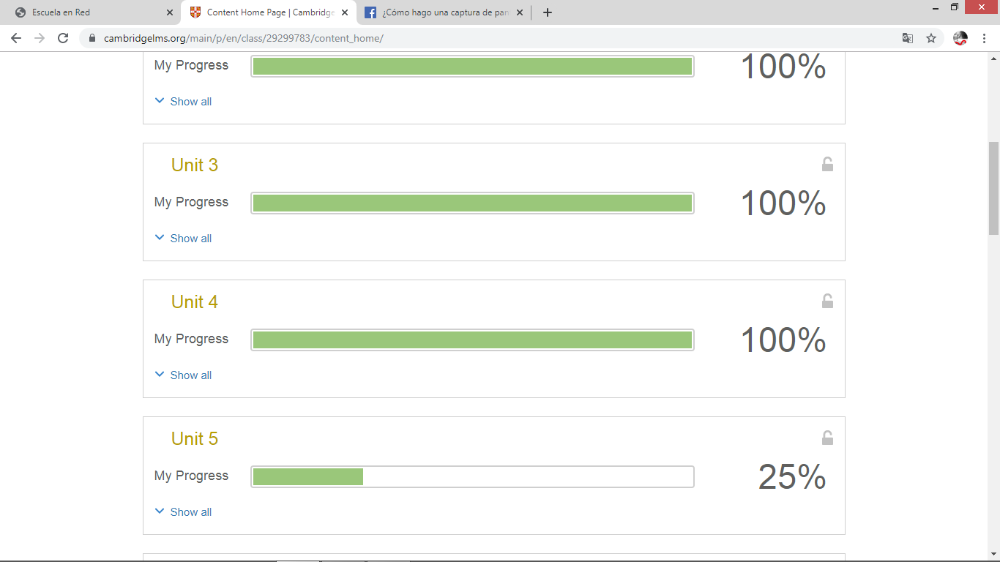 Escuela en Red
Content Home Page | Cambridge
¿Cómo hago una captura de pan
cambridgelms.org/main/p/en/class/29299783/content_home/
My Progress 100%
Show all
Unit 3
My Progress 100%
Show all
Unit 4
My Progress 100%
Show all
Unit 5
My Progress 25%
Show all